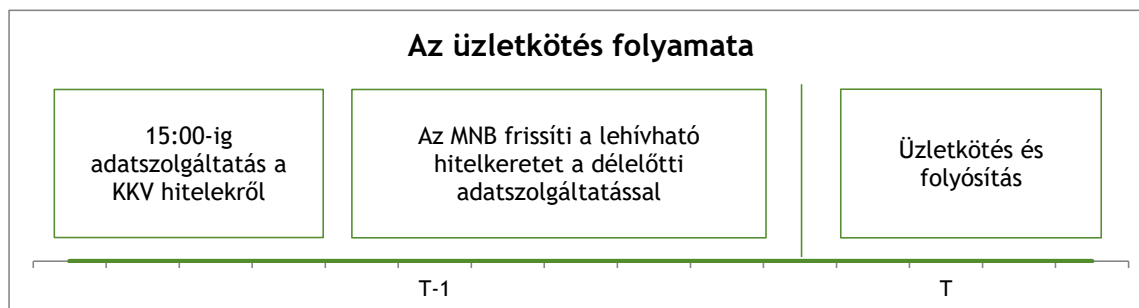 Az üzletkötés folyamata
15:00-ig
adatszolgáltatás a
KKV hitelekről
Az MNB frissíti a lehívható
hitelkeretet a délelőtti
adatszolgáltatással
Üzletkötés és
folyósítás
T-1
T